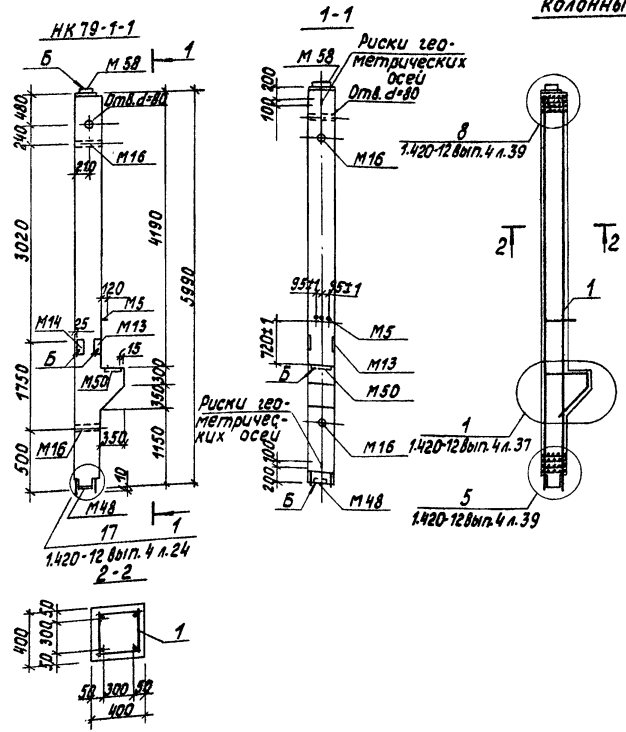 колонны
НК 79-1-1
Б
М 58
1
Отв. d=80
М16
480
240
210
3020
4190
5990
120
М5
25
М14
М13
Б
15
М50
300
350
1750
350
М16
1150
500
10
М48
17
1
1.420-12 вып. 4 л. 24
1-1
М 58
Риски гео-
метрических
осей
Отв. d=80
200
100
М16
95±1
95±1
М5
720±1
М13
Б
М50
Риски гео-
метричес-
ких осей
М16
100
200
Б
М48
8
1.420-12 вып. 4 л. 39
2
2
1
1
1.420-12 вып. 4 л. 37
5
1.420-12 вып. 4 л. 39
2-2
50
300
50
400
1
50
300
50
400